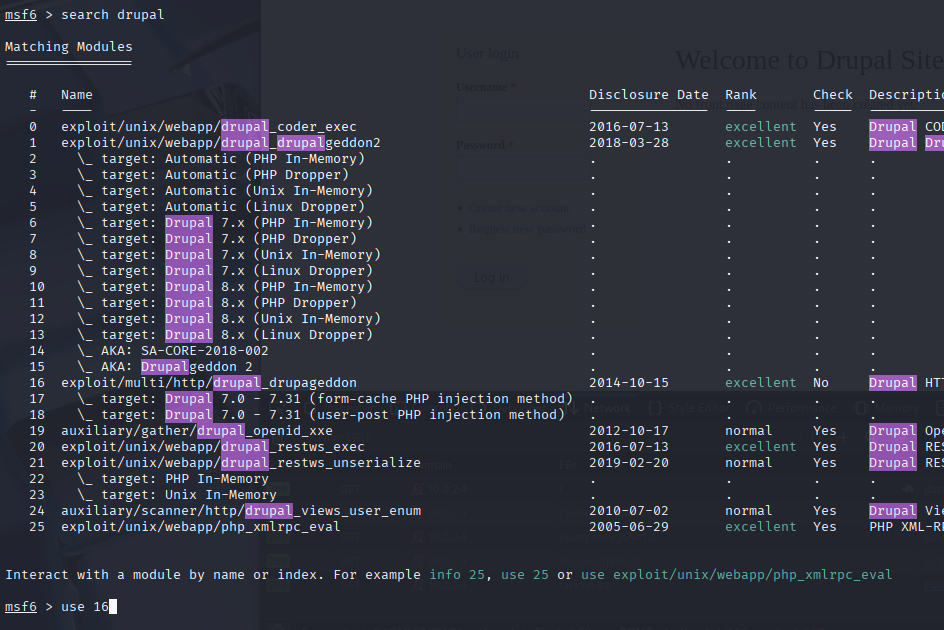 msf6 > search drupal
Matching Modules
================
# Name Disclosure Date Rank Check Descriptio
- ---- --------------- ---- ----- ----------
0 exploit/unix/webapp/drupal_coder_exec 2016-07-13 excellent Yes Drupal COD
1 exploit/unix/webapp/drupal_drupalgeddon2 2018-03-28 excellent Yes Drupal Dru
2 \_ target: Automatic (PHP In-Memory) . . . .
3 \_ target: Automatic (PHP Dropper) . . . .
4 \_ target: Automatic (Unix In-Memory) . . . .
5 \_ target: Automatic (Linux Dropper) . . . .
6 \_ target: Drupal 7.x (PHP In-Memory) . . . .
7 \_ target: Drupal 7.x (PHP Dropper) . . . .
8 \_ target: Drupal 7.x (Unix In-Memory) . . . .
9 \_ target: Drupal 7.x (Linux Dropper) . . . .
10 \_ target: Drupal 8.x (PHP In-Memory) . . . .
11 \_ target: Drupal 8.x (PHP Dropper) . . . .
12 \_ target: Drupal 8.x (Unix In-Memory) . . . .
13 \_ target: Drupal 8.x (Linux Dropper) . . . .
14 \_ AKA: SA-CORE-2018-002 . . . .
15 \_ AKA: Drupalgeddon 2 . . . .
16 exploit/multi/http/drupal_drupageddon 2014-10-15 excellent No Drupal HTT
17 \_ target: Drupal 7.0 - 7.31 (form-cache PHP injection method) . . . .
18 \_ target: Drupal 7.0 - 7.31 (user-post PHP injection method) . . . .
19 auxiliary/gather/drupal_openid_xxe 2012-10-17 normal Yes Drupal Ope
20 exploit/unix/webapp/drupal_restws_exec 2016-07-13 excellent Yes Drupal RES
21 exploit/unix/webapp/drupal_restws_unserialize 2019-02-20 normal Yes Drupal RES
22 \_ target: PHP In-Memory . . . .
23 \_ target: Unix In-Memory . . . .
24 auxiliary/scanner/http/drupal_views_user_enum 2010-07-02 normal Yes Drupal Vie
25 exploit/unix/webapp/php_xmlrpc_eval 2005-06-29 excellent Yes PHP XML-RP
Interact with a module by name or index. For example info 25, use 25 or use exploit/unix/webapp/php_xmlrpc_eval
msf6 > use 16
User login
Welcome to Drupal Site
Username *
Password *
Create new account
Request new password
Log in
Network
Style Editor
Performance